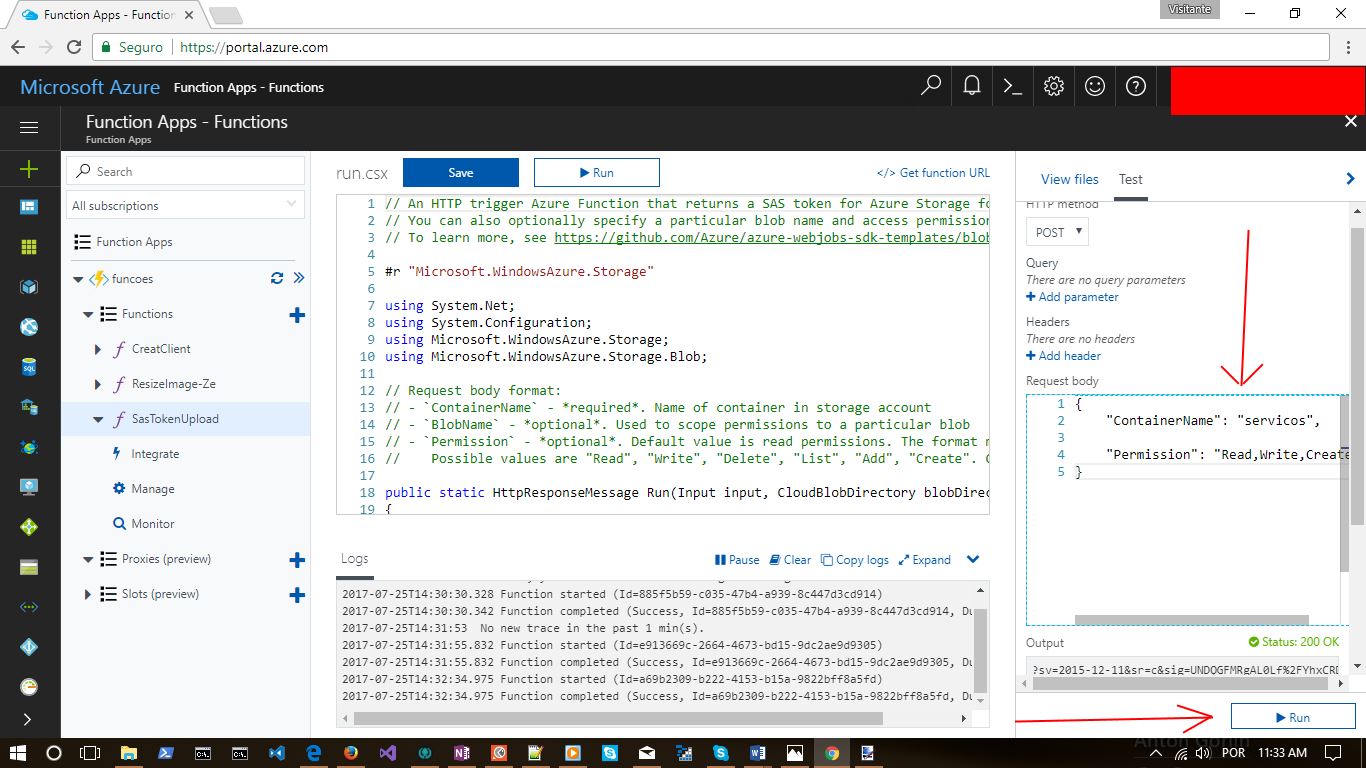 Function Apps - Function
Visitante
Seguro
https://portal.azure.com
Microsoft Azure
Function Apps - Functions
Function Apps - Functions
Function Apps
Search
All subscriptions
Function Apps
funcoes
Functions
CreatClient
ResizeImage-Ze
SasTokenUpload
Integrate
Manage
Monitor
Proxies (preview)
Slots (preview)
run.csx
Save
Run
</> Get function URL
1 // An HTTP trigger Azure Function that returns a SAS token for Azure Storage fo
2 // You can also optionally specify a particular blob name and access permission
3 // To learn more, see https://github.com/Azure/azure-webjobs-sdk-templates/blob
4
5 #r "Microsoft.WindowsAzure.Storage"
6
7 using System.Net;
8 using System.Configuration;
9 using Microsoft.WindowsAzure.Storage;
10 using Microsoft.WindowsAzure.Storage.Blob;
11
12 // Request body format:
13 // - `ContainerName` - *required*. Name of container in storage account
14 // - `BlobName` - *optional*. Used to scope permissions to a particular blob
15 // - `Permission` - *optional*. Default value is read permissions. The format m
16 //     Possible values are "Read", "Write", "Delete", "List", "Add", "Create". C
17
18 public static HttpResponseMessage Run(Input input, CloudBlobDirectory blobDirec
19 {
Logs
Pause
Clear
Copy logs
Expand
2017-07-25T14:30:30.328 Function started (Id=885f5b59-c035-47b4-a939-8c447d3cd914)
2017-07-25T14:30:30.342 Function completed (Success, Id=885f5b59-c035-47b4-a939-8c447d3cd914, Du
2017-07-25T14:31:53  No new trace in the past 1 min(s).
2017-07-25T14:31:55.832 Function started (Id=e913669c-2664-4673-bd15-9dc2ae9d9305)
2017-07-25T14:31:55.832 Function completed (Success, Id=e913669c-2664-4673-bd15-9dc2ae9d9305, Du
2017-07-25T14:32:34.975 Function started (Id=a69b2309-b222-4153-b15a-9822bff8a5fd)
2017-07-25T14:32:34.975 Function completed (Success, Id=a69b2309-b222-4153-b15a-9822bff8a5fd, Du
View files
Test
HTTP method
POST
Query
There are no query parameters
Add parameter
Headers
There are no headers
Add header
Request body
1 {
2     "ContainerName": "servicos",
3
4     "Permission": "Read,Write,Create
5 }
Output
Status: 200 OK
?sv=2015-12-11&sr=c&sig=UNDQGFMRgAL0Lf%2FYhxCRD
Run
POR
11:33 AM